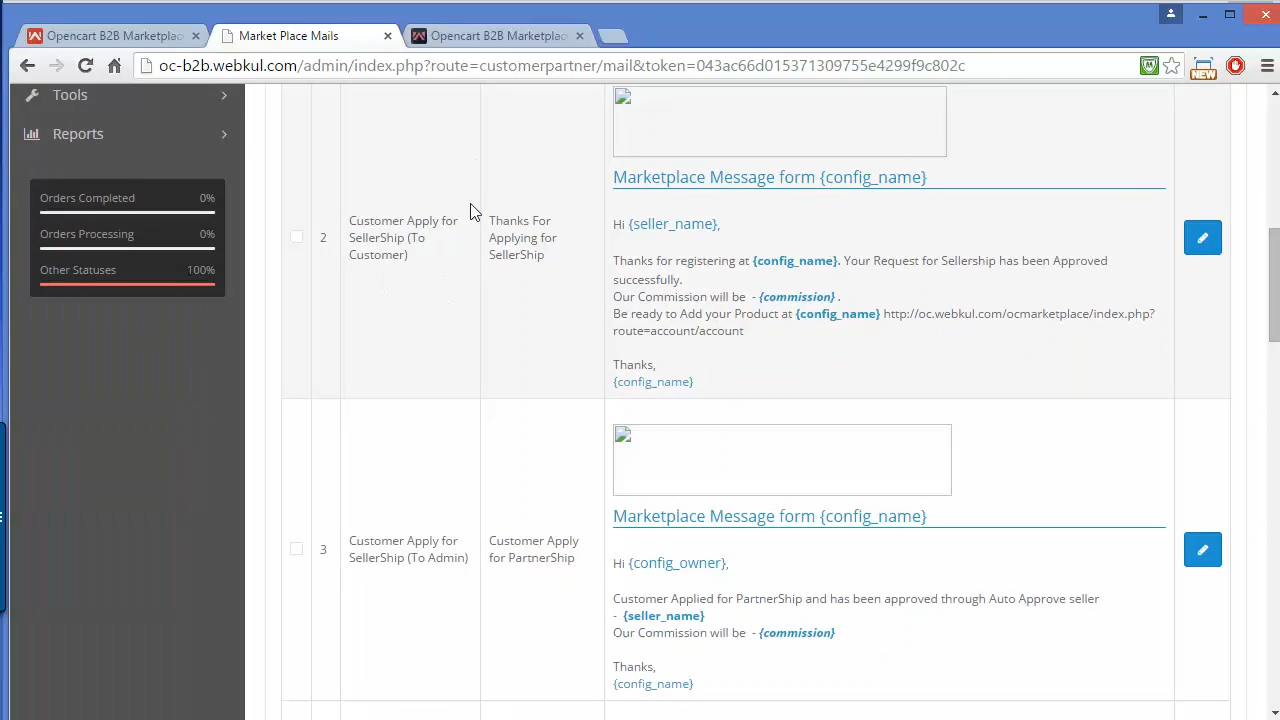 Opencart B2B Marketplac
Market Place Mails
Opencart B2B Marketplac
oc-b2b.webkul.com/admin/index.php?route=customerpartner/mail&token=043ac66d015371309755e4299f9c802c
NEW
Tools
Reports
Orders Completed 0%
Orders Processing 0%
Other Statuses 100%
2
Customer Apply for
SellerShip (To
Customer)
Thanks For
Applying for
SellerShip
Marketplace Message form {config_name}
Hi {seller_name},
Thanks for registering at {config_name}. Your Request for Sellership has been Approved
successfully.
Our Commission will be - {commission} .
Be ready to Add your Product at {config_name} http://oc.webkul.com/ocmarketplace/index.php?
route=account/account
Thanks,
{config_name}
3
Customer Apply for
SellerShip (To Admin)
Customer Apply
for PartnerShip
Marketplace Message form {config_name}
Hi {config_owner},
Customer Applied for PartnerShip and has been approved through Auto Approve seller
- {seller_name}
Our Commission will be - {commission}
Thanks,
{config_name}